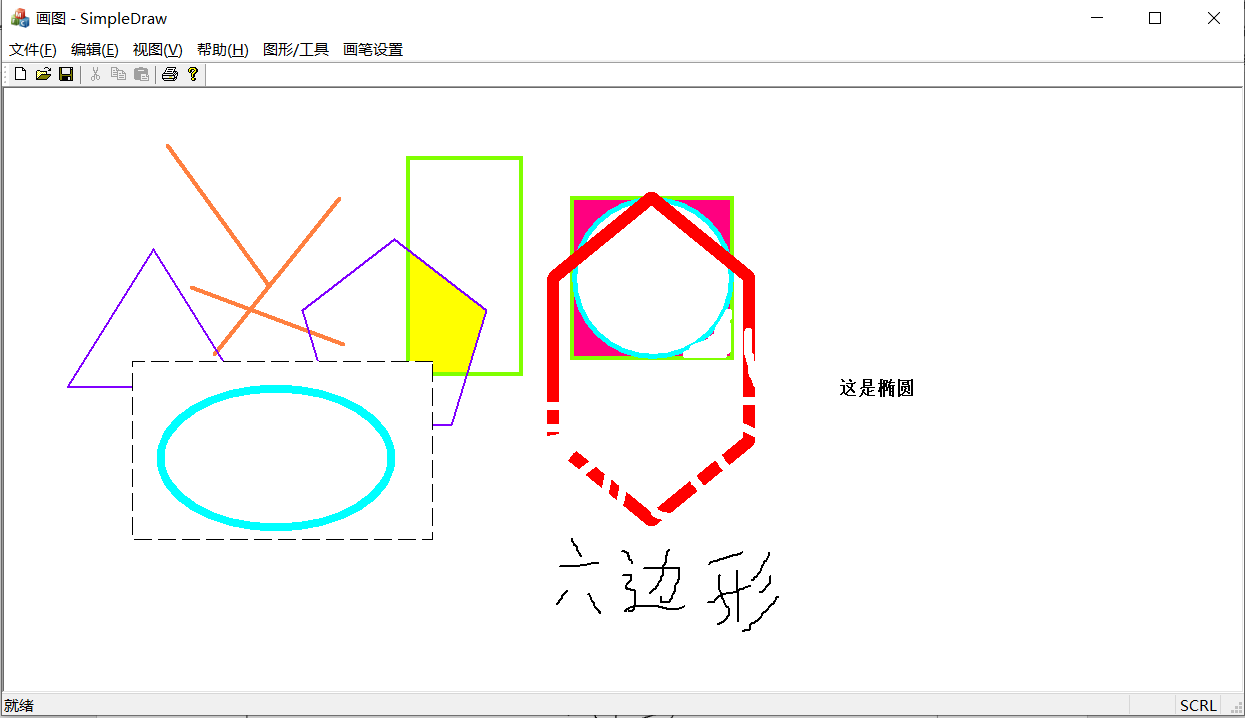 画图 - SimpleDraw
文件(F) 编辑(E) 视图(V) 帮助(H) 图形/工具 画笔设置
这是椭圆
六边形
就绪 SCRL